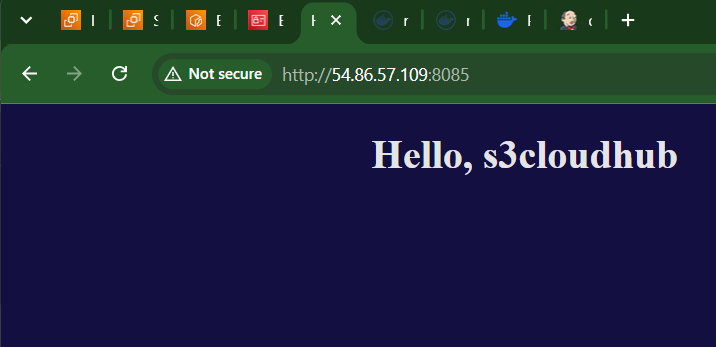 Not secure http://54.86.57.109:8085
Hello, s3cloudhub